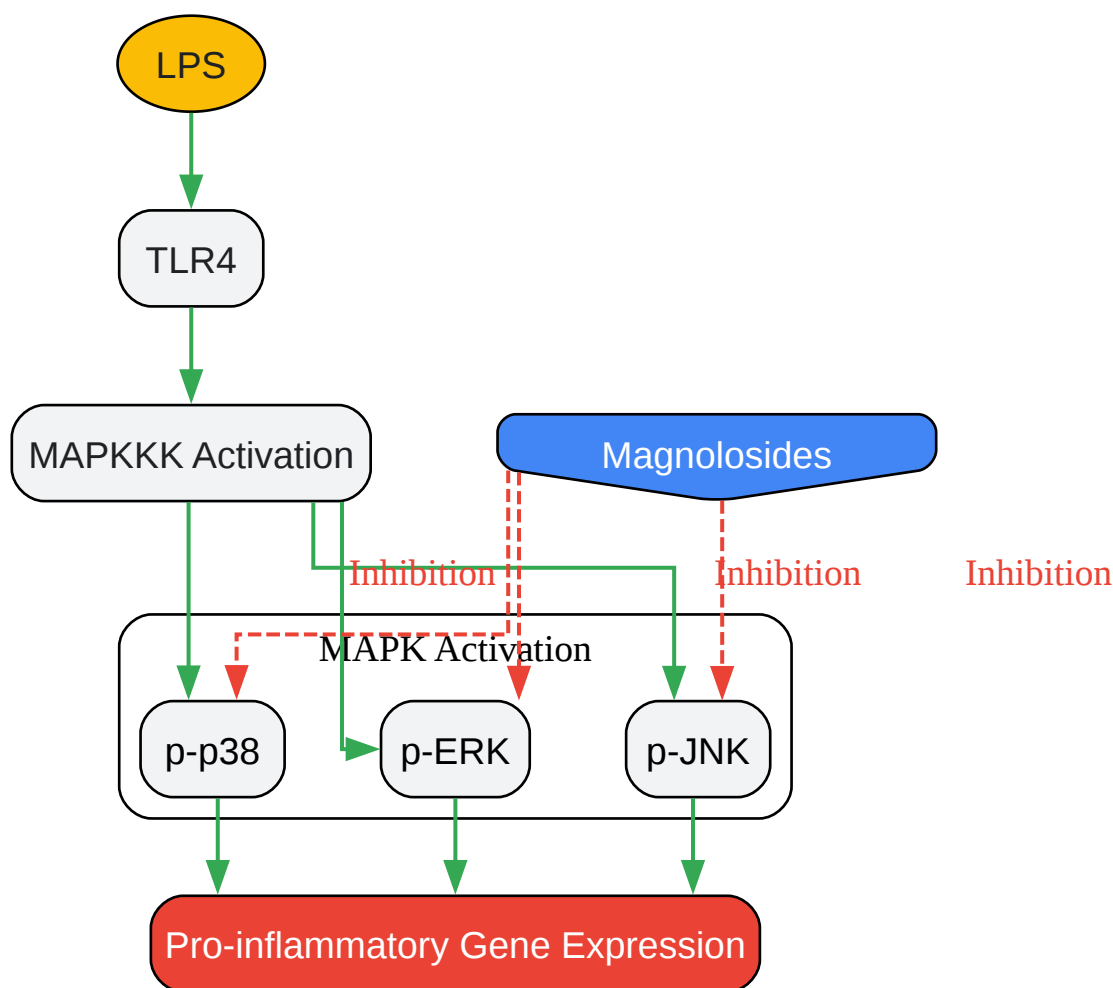 LPS
TLR4
MAPKKK Activation
Magnolosides
Inhibition
Inhibition
Inhibition
MAPK Activation
p-p38
p-ERK
p-JNK
Pro-inflammatory Gene Expression